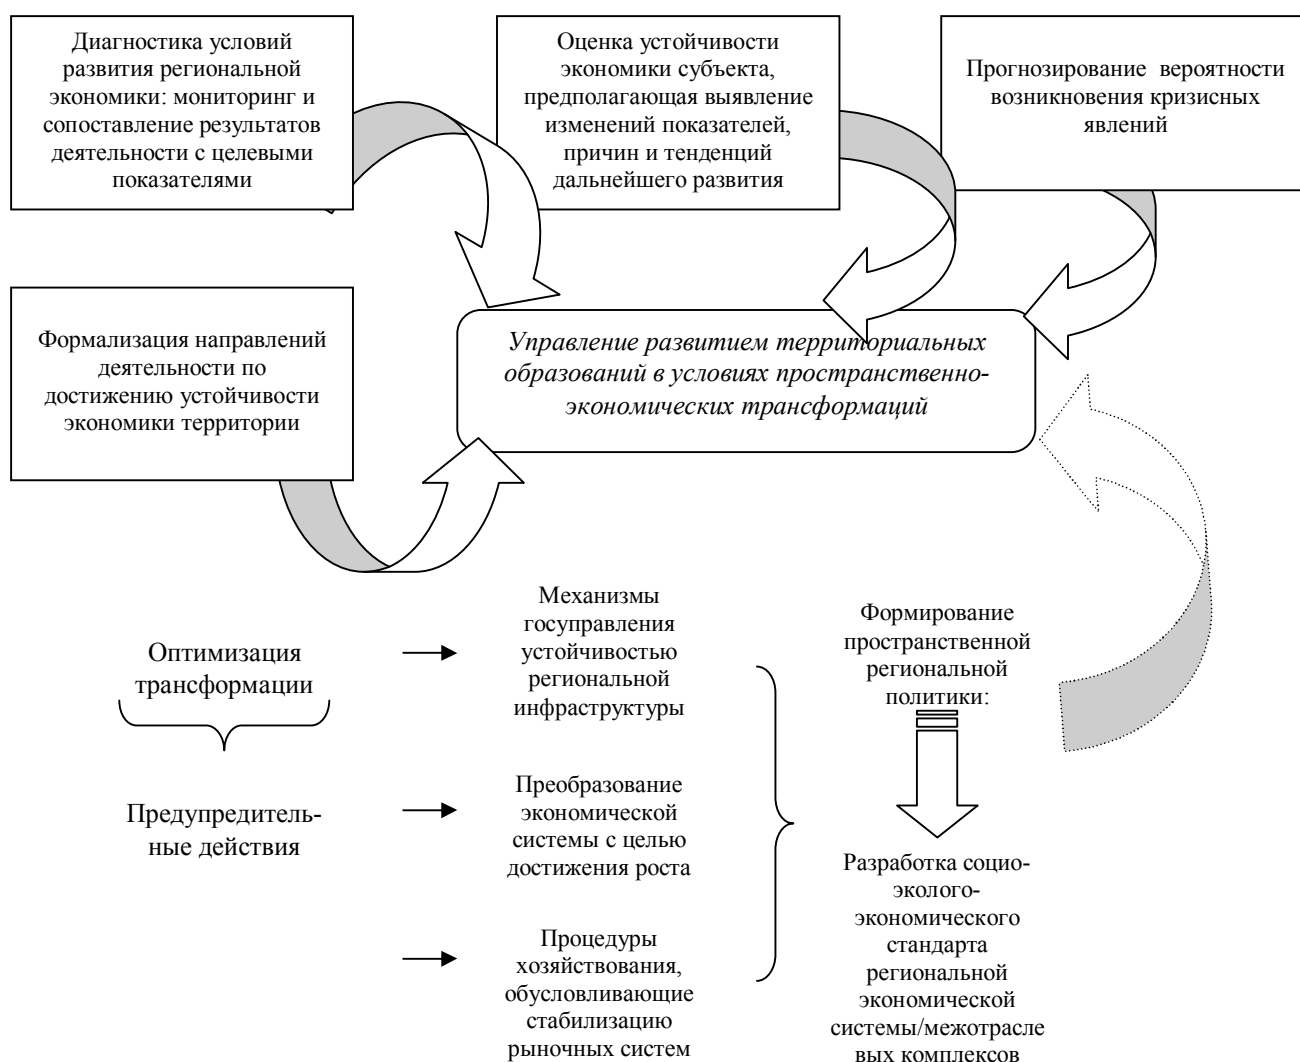 Диагностика условий
развития региональной
экономики: мониторинг и
сопоставление результатов
деятельности с целевыми
показателями
Оценка устойчивости
экономики субъекта,
предполагающая выявление
изменений показателей,
причин и тенденций
дальнейшего развития
Прогнозирование вероятности
возникновения кризисных
явлений
Формализация направлений
деятельности по
достижению устойчивости
экономики территории
Управление развитием территориальных
образований в условиях пространственно-
экономических трансформаций
Оптимизация
трансформации
Предупредитель-
ные действия
Механизмы
госуправления
устойчивостью
региональной
инфраструктуры
Преобразование
экономической
системы с целью
достижения роста
Процедуры
хозяйствования,
обусловливающие
стабилизацию
рыночных систем
Формирование
пространственной
региональной
политики:
Разработка социо-
эколого-
экономического
стандарта
региональной
экономической
системы/межотрасле
вых комплексов